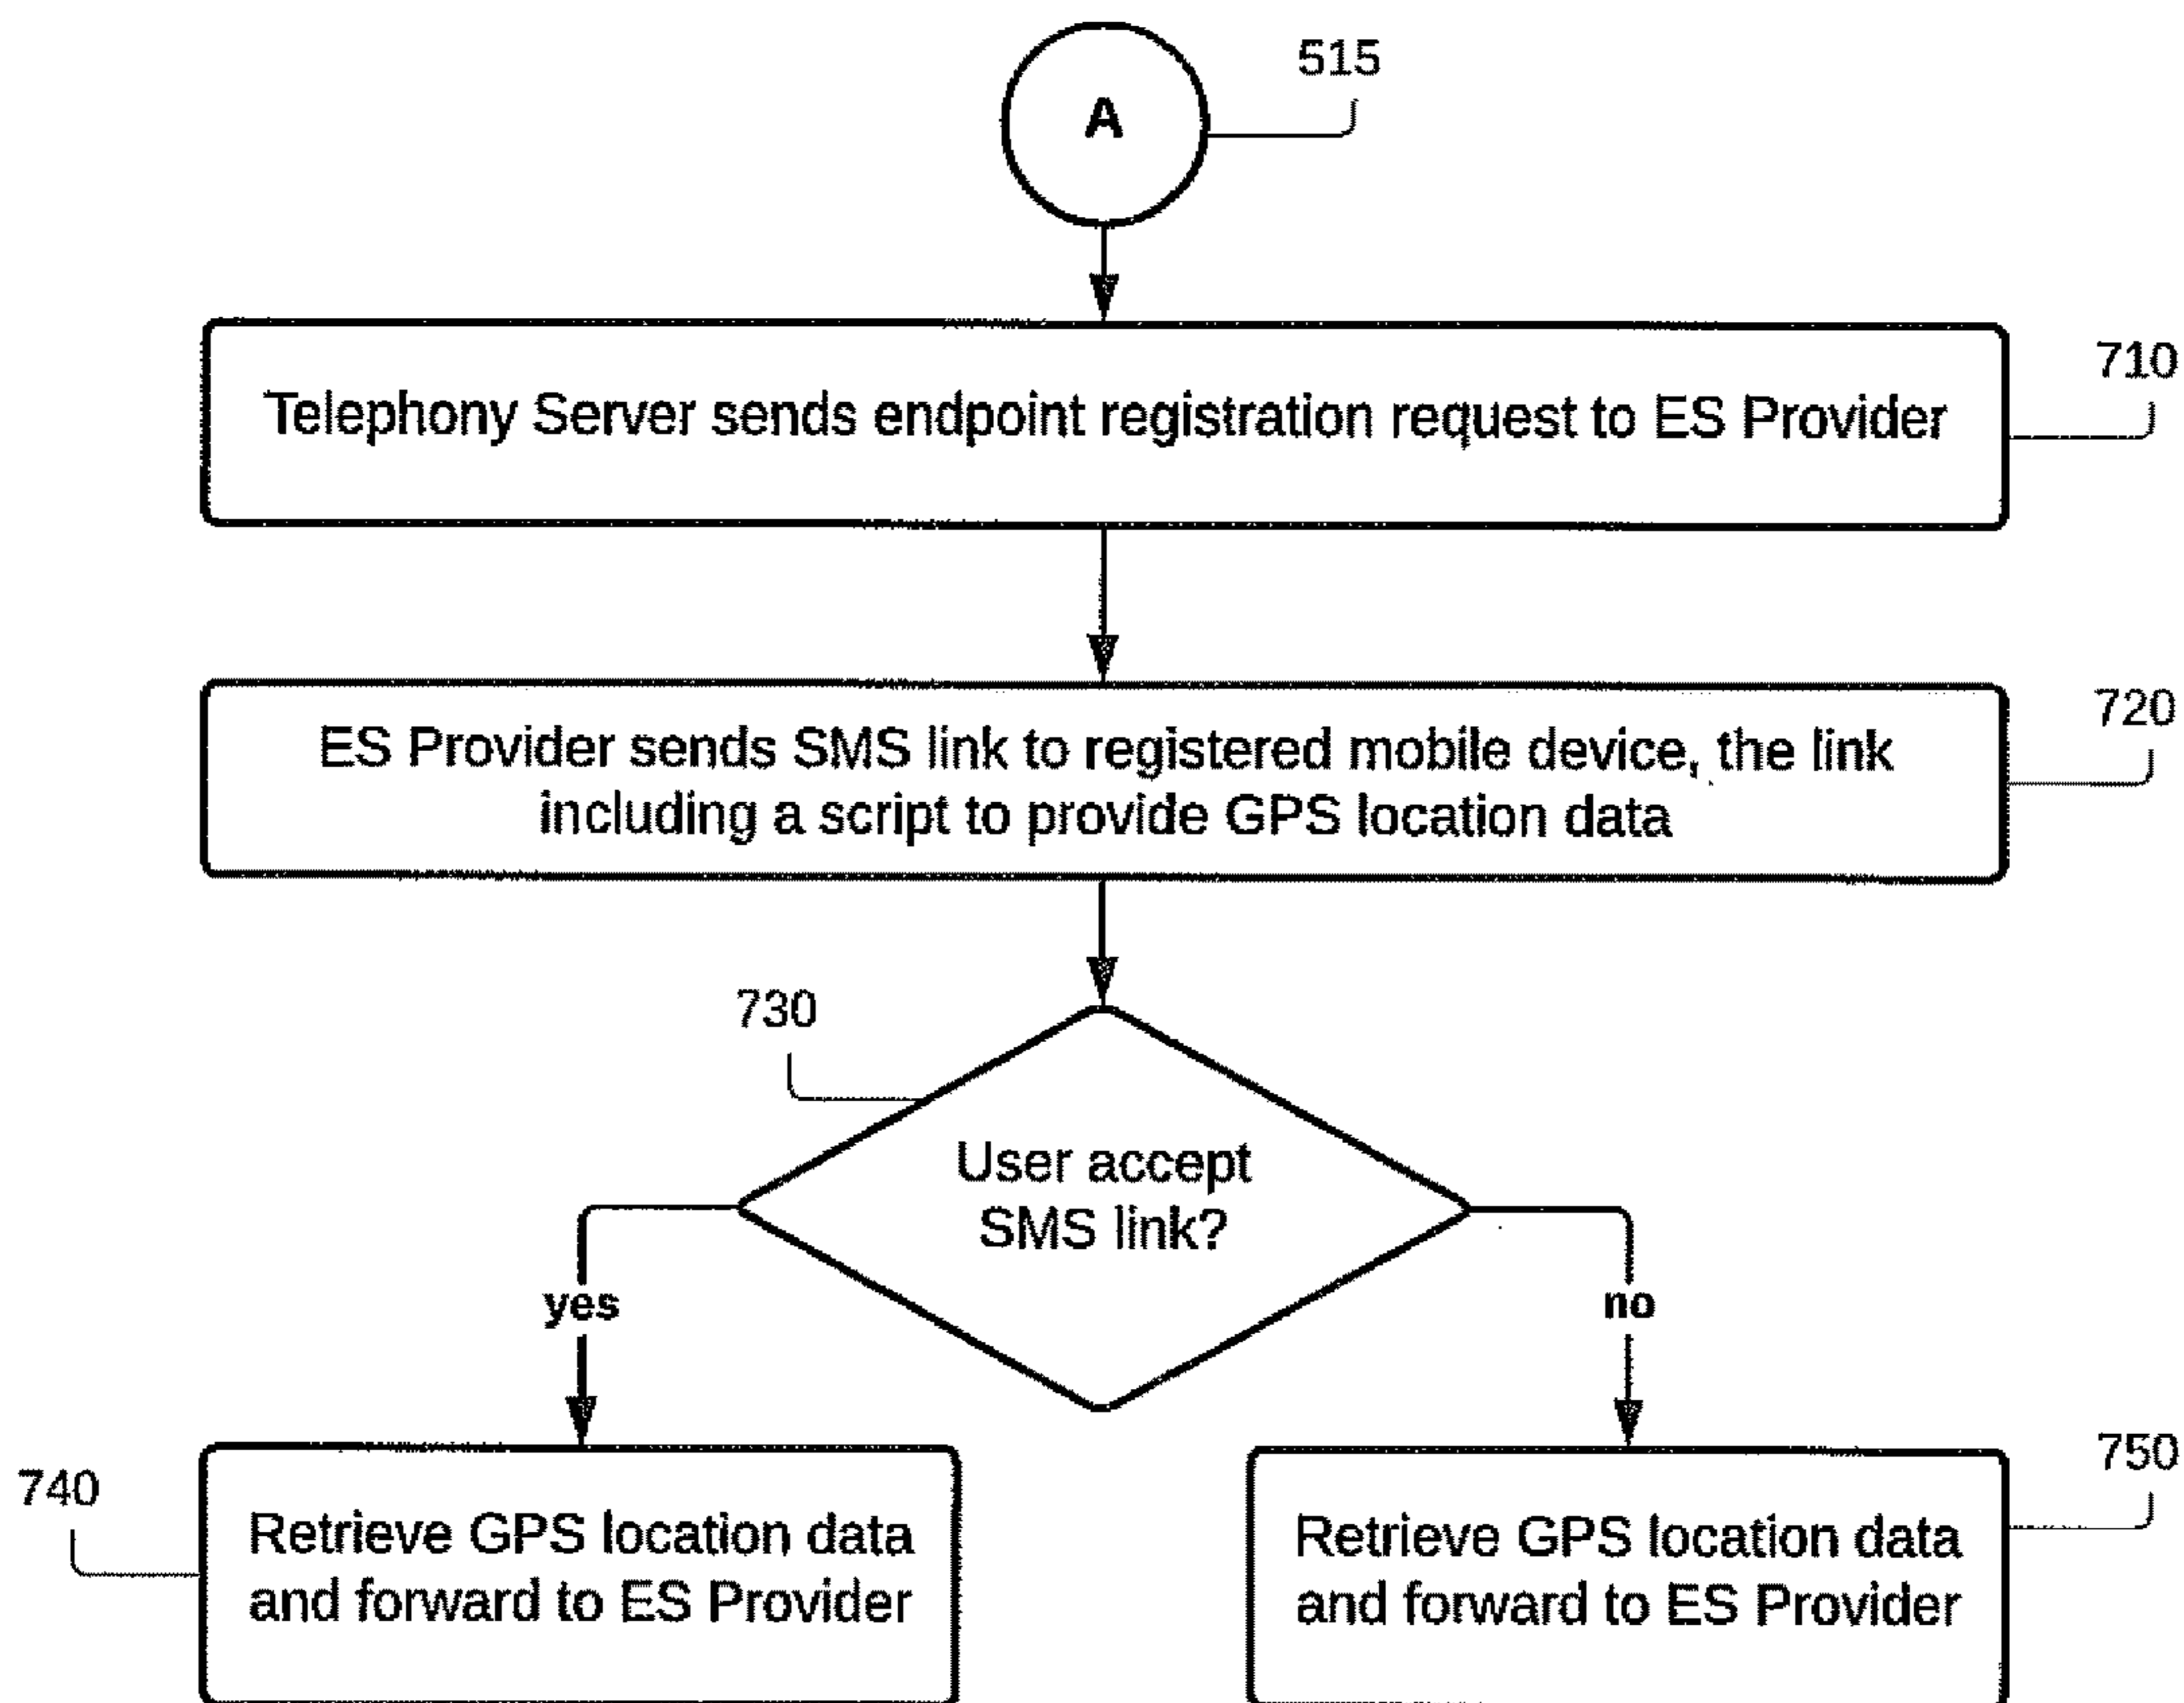 515
A
710
Telephony Server sends endpoint registration request to ES Provider
720
ES Provider sends SMS link to registered mobile device, the link
including a script to provide GPS location data
730
User accept
SMS link?
yes
no
740
Retrieve GPS location data
and forward to ES Provider
750
Retrieve GPS location data
and forward to ES Provider